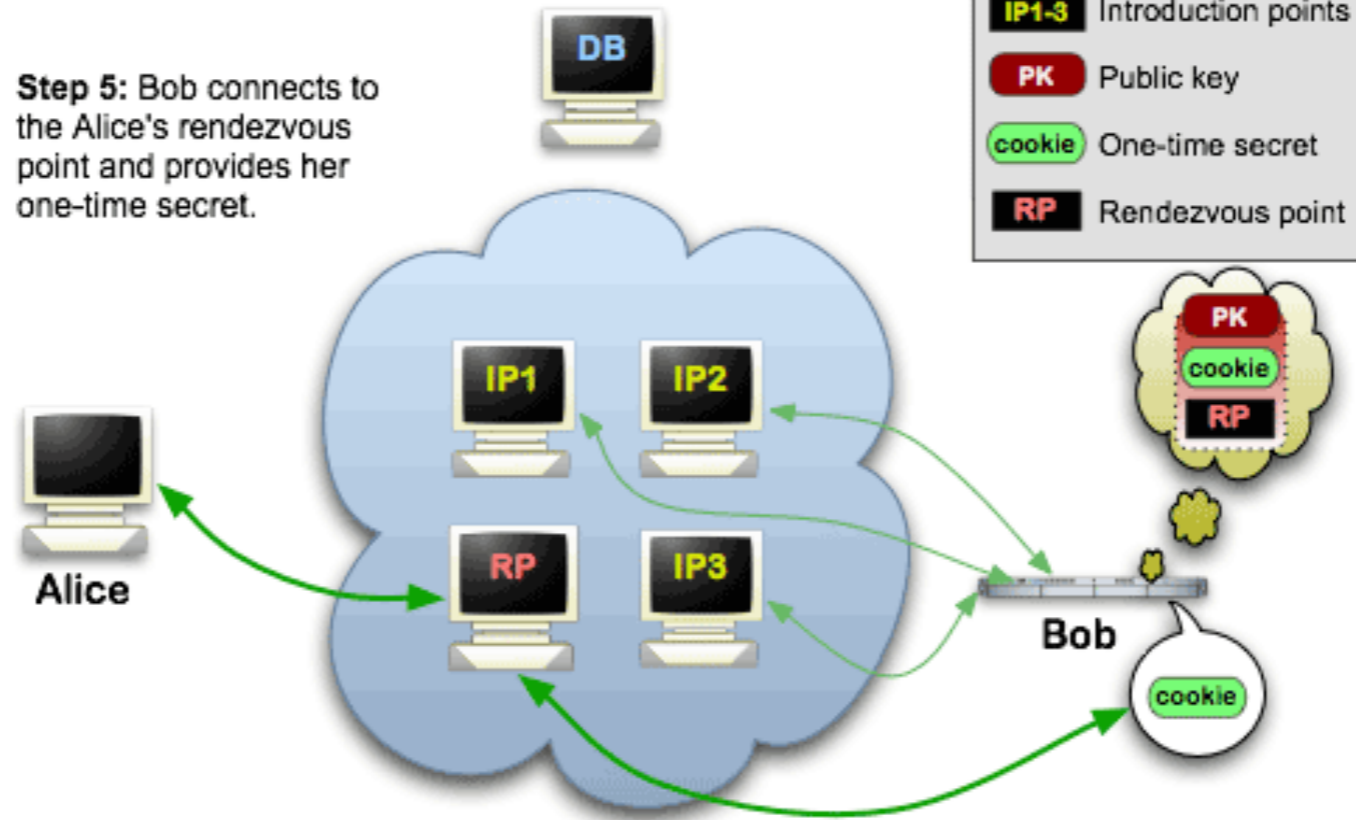 Step 5: Bob connects to
the Alice's rendezvous
point and provides her
one-time secret.
DB
IP1-3 Introduction points
PK Public key
cookie One-time secret
RP Rendezvous point
PK
cookie
RP
IP1
IP2
RP
IP3
Alice
Bob
cookie